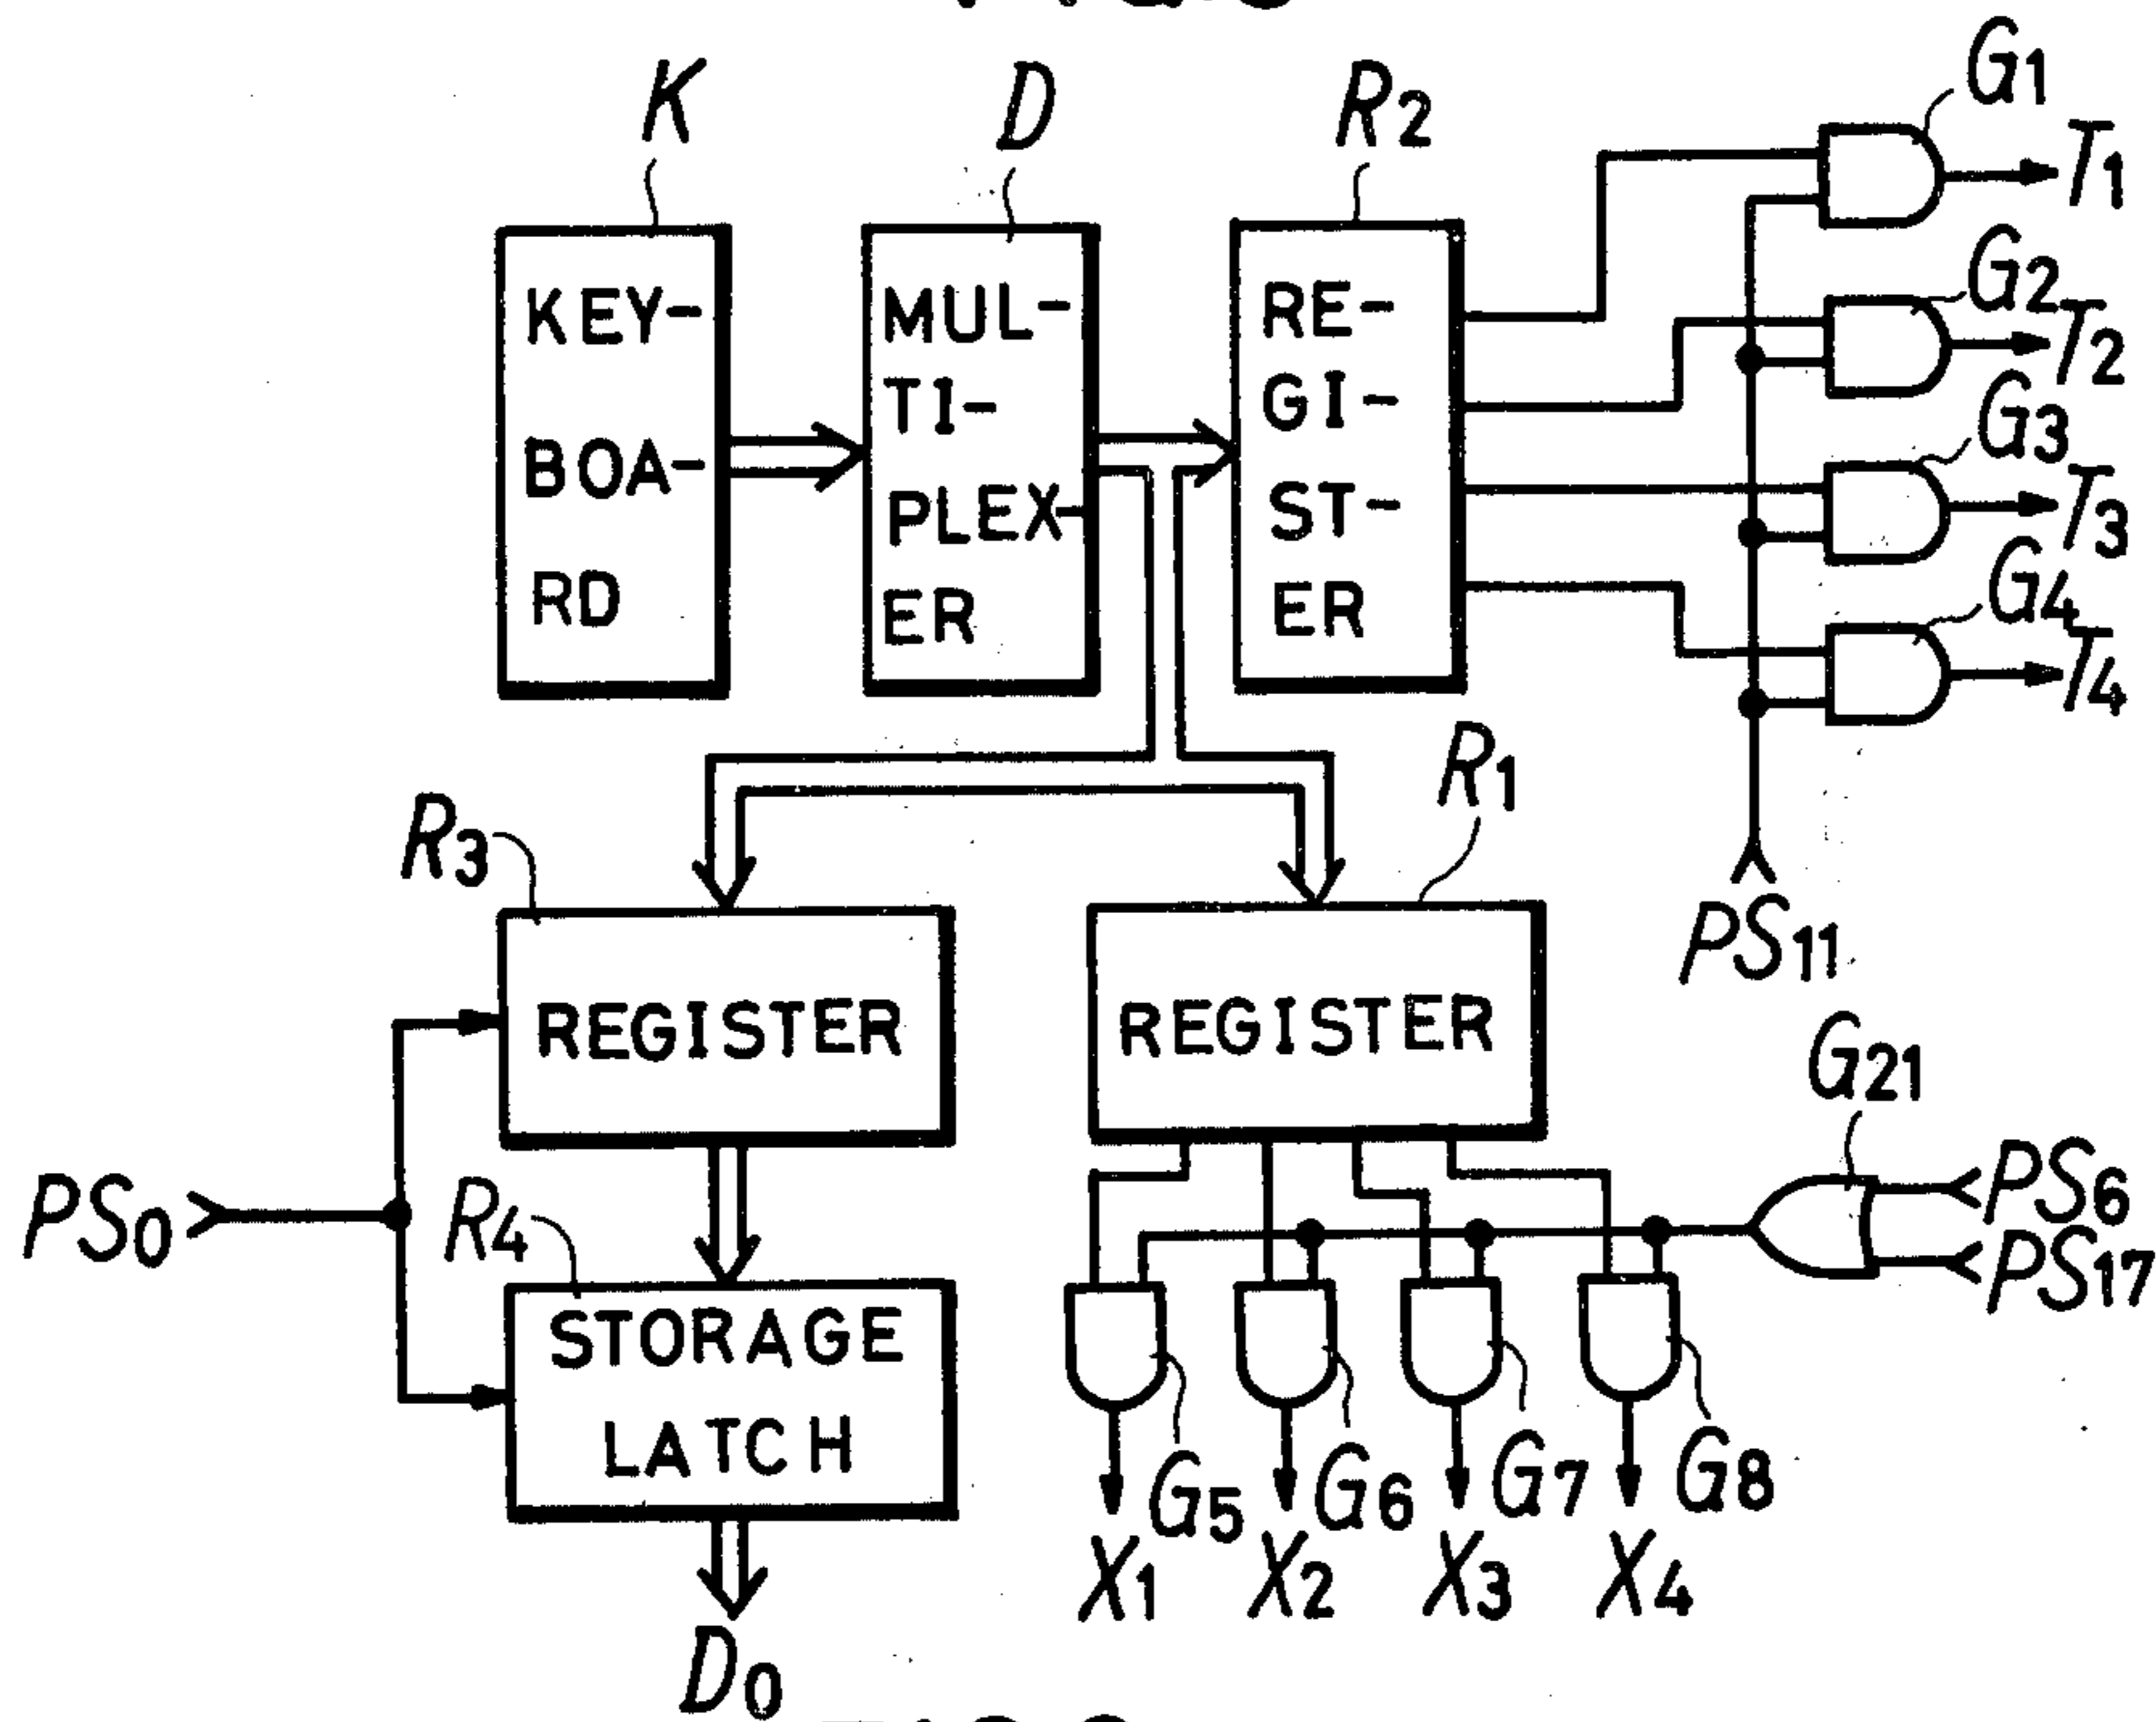 K
D
R2
G1
T1
KEY-
BOA-
RD
MUL-
TI-
PLEX-
ER
RE-
GI-
ST-
ER
G2
T2
G3
T3
G4
T4
PS11
R3
R1
REGISTER
REGISTER
G21
PS6
PS17
PS0
R4
STORAGE
LATCH
G5
G6
G7
G8
X1
X2
X3
X4
D0